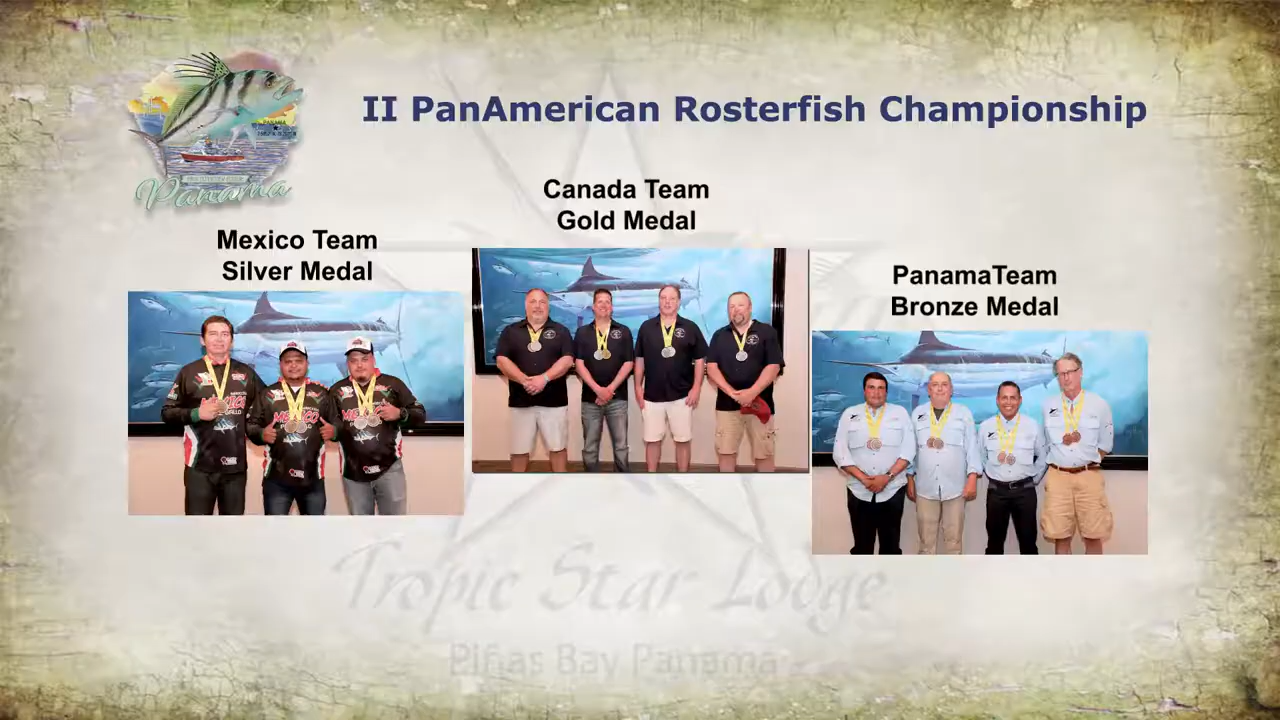 II PanAmerican Rosterfish Championship
Canada Team
Gold Medal
Mexico Team
Silver Medal
PanamaTeam
Bronze Medal
Panama
MEXICO
Tropic Star Lodge
Piñas Bay Panama